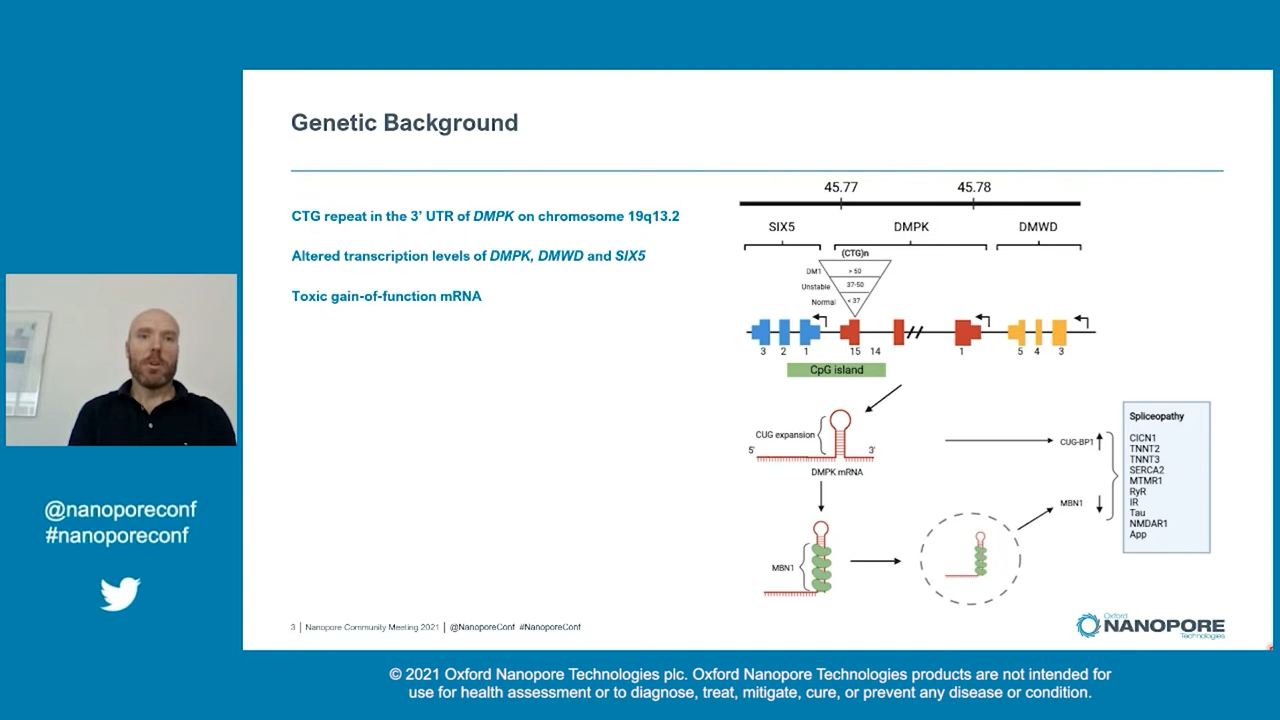 Genetic Background
CTG repeat in the 3’ UTR of DMPK on chromosome 19q13.2
Altered transcription levels of DMPK, DMWD and SIX5
Toxic gain-of-function mRNA
45.77 45.78
SIX5 DMPK DMWD
(CTG)n
DM1 > 50
Unstable 37-50
Normal < 37
3 2 1 15 14 1 5 4 3
CpG island
CUG expansion
5' 3'
DMPK mRNA
MBN1
CUG-BP1
MBN1
Spliceopathy
ClCN1
TNNT2
TNNT3
SERCA2
MTMR1
RyR
IR
Tau
NMDAR1
App
@nanoporeconf
#nanoporeconf
3 | Nanopore Community Meeting 2021 | @NanoporeConf #NanoporeConf
Oxford
NANOPORE
Technologies
© 2021 Oxford Nanopore Technologies plc. Oxford Nanopore Technologies products are not intended for
use for health assessment or to diagnose, treat, mitigate, cure, or prevent any disease or condition.